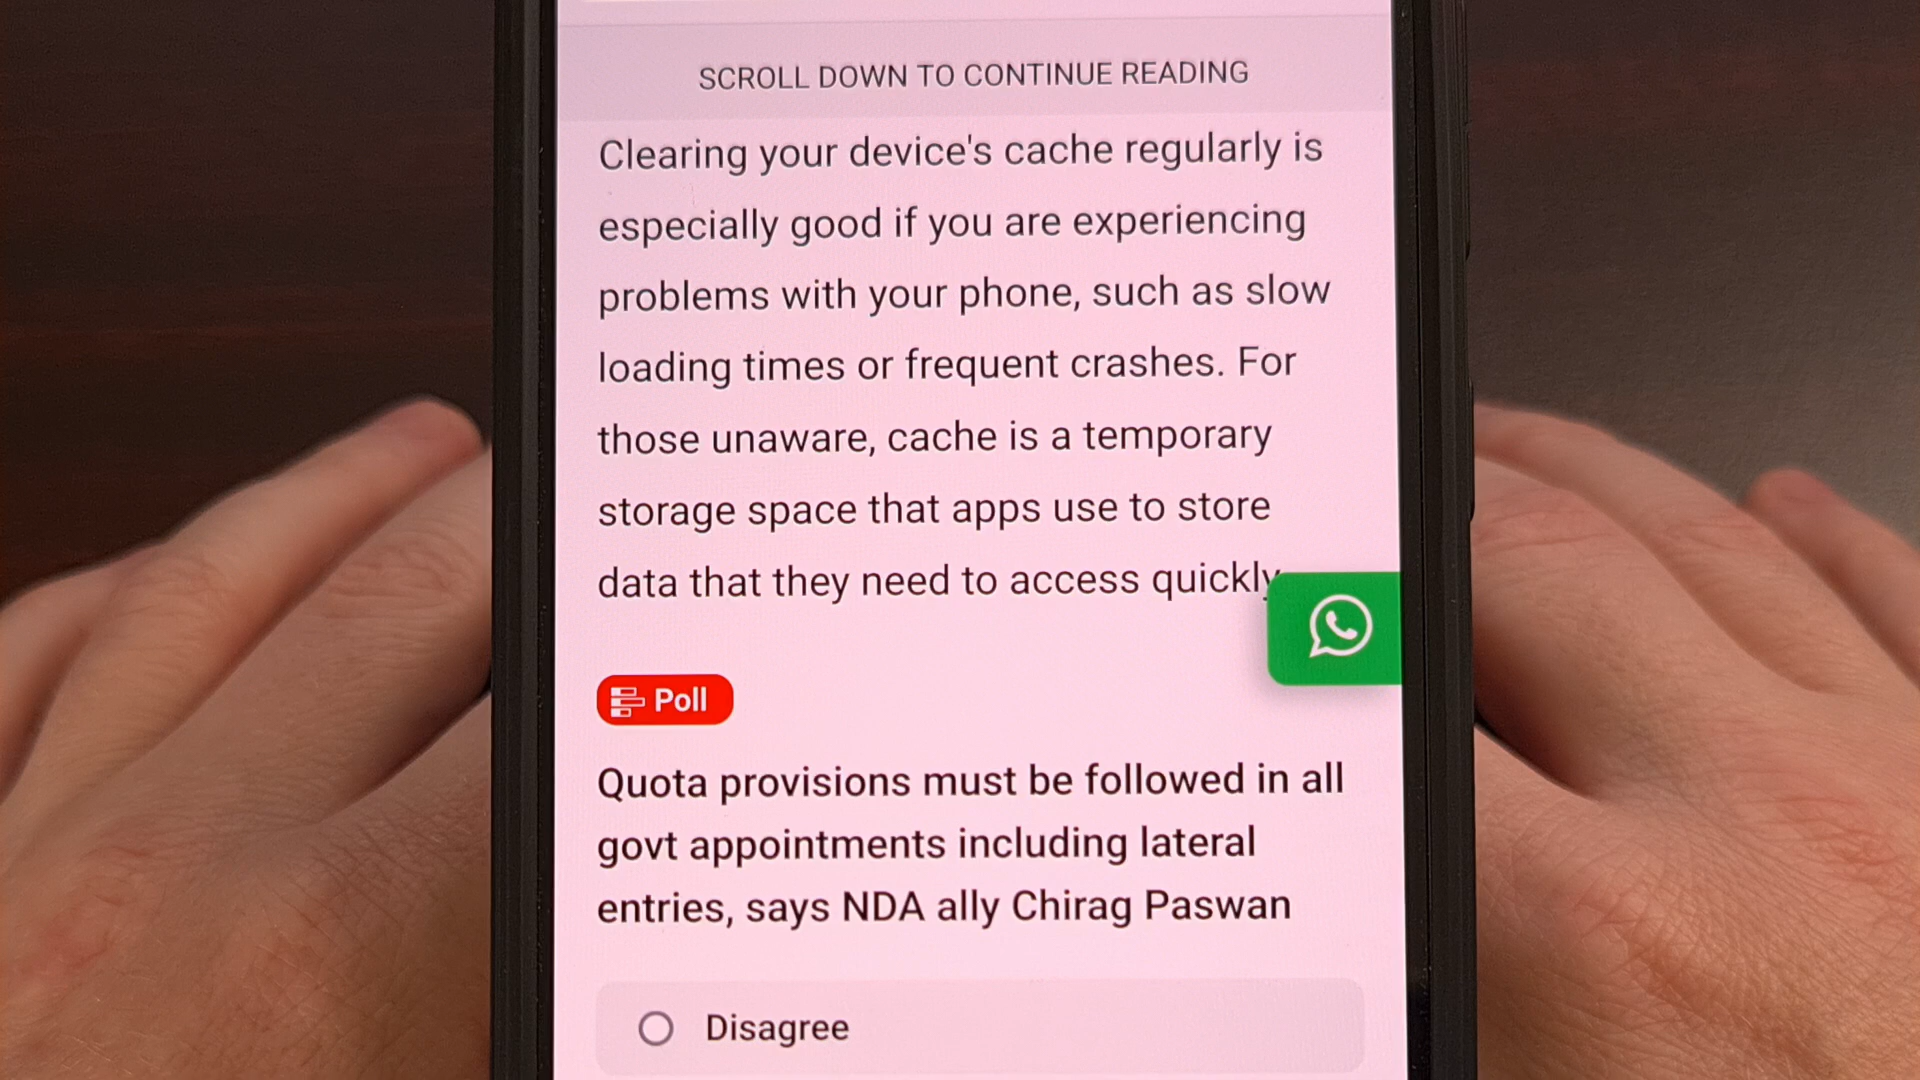 SCROLL DOWN TO CONTINUE READING
Clearing your device's cache regularly is
especially good if you are experiencing
problems with your phone, such as slow
loading times or frequent crashes. For
those unaware, cache is a temporary
storage space that apps use to store
data that they need to access quickly
Poll
Quota provisions must be followed in all
govt appointments including lateral
entries, says NDA ally Chirag Paswan
Disagree